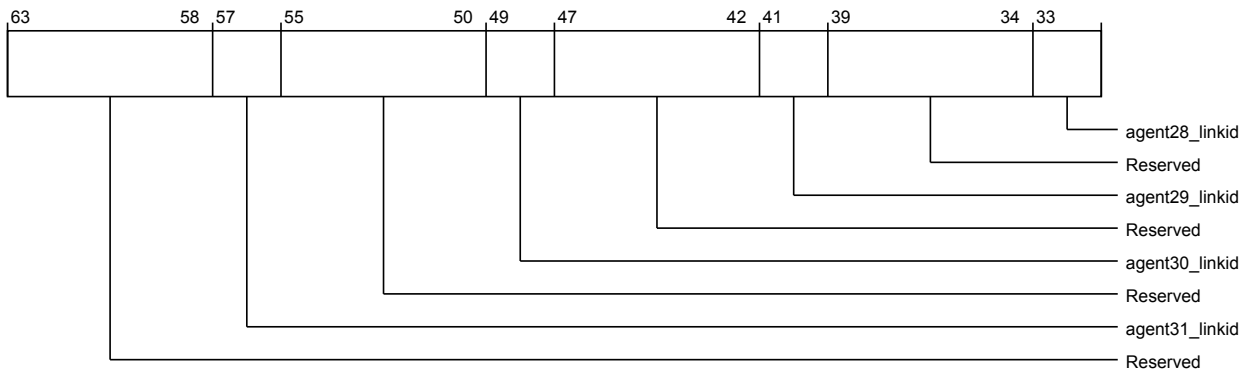 63 58 57 55 50 49 47 42 41 39 34 33
agent28_linkid
Reserved
agent29_linkid
Reserved
agent30_linkid
Reserved
agent31_linkid
Reserved